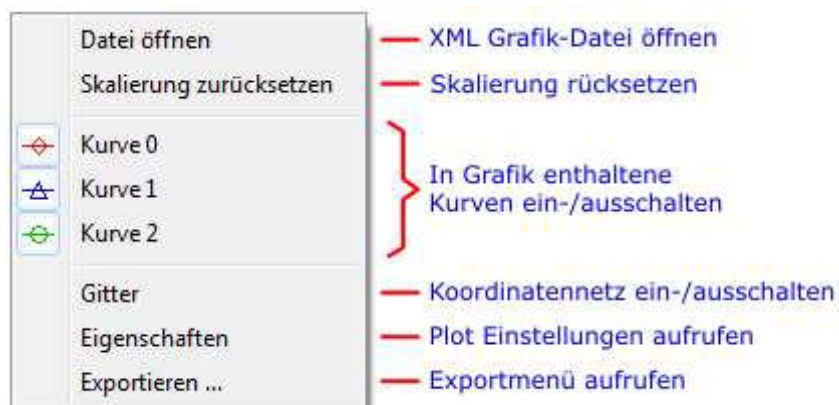 Datei öffnen
XML Grafik-Datei öffnen
Skalierung zurücksetzen
Skalierung rücksetzen
Kurve 0
Kurve 1
Kurve 2
In Grafik enthaltene
Kurven ein-/ausschalten
Gitter
Koordinatennetz ein-/ausschalten
Eigenschaften
Plot Einstellungen aufrufen
Exportieren ...
Exportmenü aufrufen